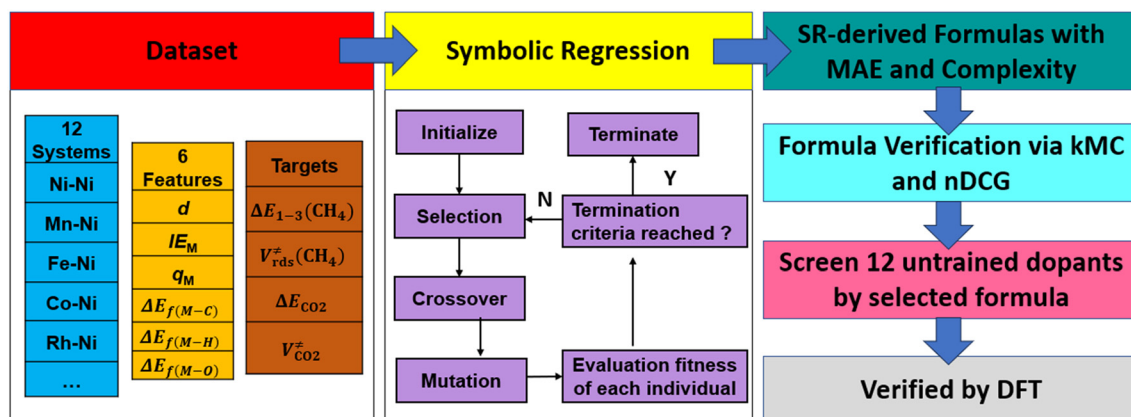 Dataset
12
Systems
Ni-Ni
Mn-Ni
Fe-Ni
Co-Ni
Rh-Ni
...
6
Features
d
IE_M
q_M
ΔE_f(M−C)
ΔE_f(M−H)
ΔE_f(M−O)
Targets
ΔE_1−3(CH_4)
V_rds^≠(CH_4)
ΔE_CO2
V_CO2^≠
Symbolic Regression
Initialize
Terminate
Y
N
Selection
Termination
criteria reached ?
Crossover
Mutation
Evaluation fitness
of each individual
SR-derived Formulas with
MAE and Complexity
Formula Verification via kMC
and nDCG
Screen 12 untrained dopants
by selected formula
Verified by DFT